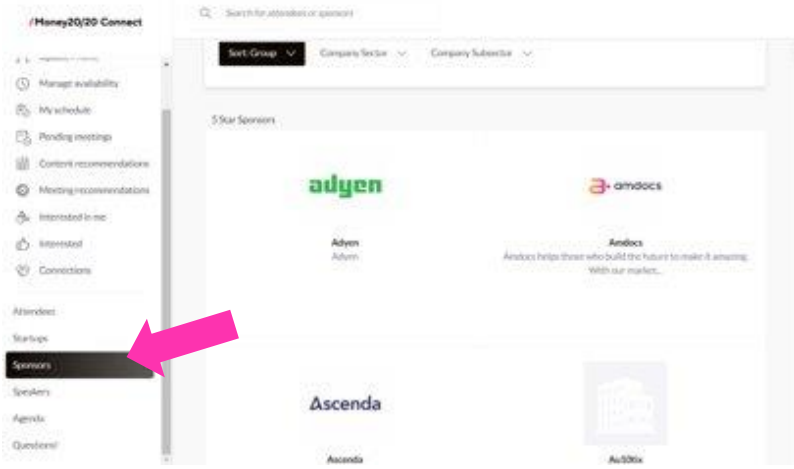 /Money20/20 Connect
Search for attendees or sponsors
Sort: Group
Company Sector
Company Subsector
Manage availability
My schedule
Pending meetings
Content recommendations
Meeting recommendations
Interested in me
Interested
Connections
Attendees
Startups
Sponsors
Speakers
Agenda
Questions?
5 Star Sponsors
adyen
Adyen
Adyen
amdocs
Amdocs
Amdocs helps those who build the future to make it amazing.
With our market...
Ascenda
Ascenda
Au10tix